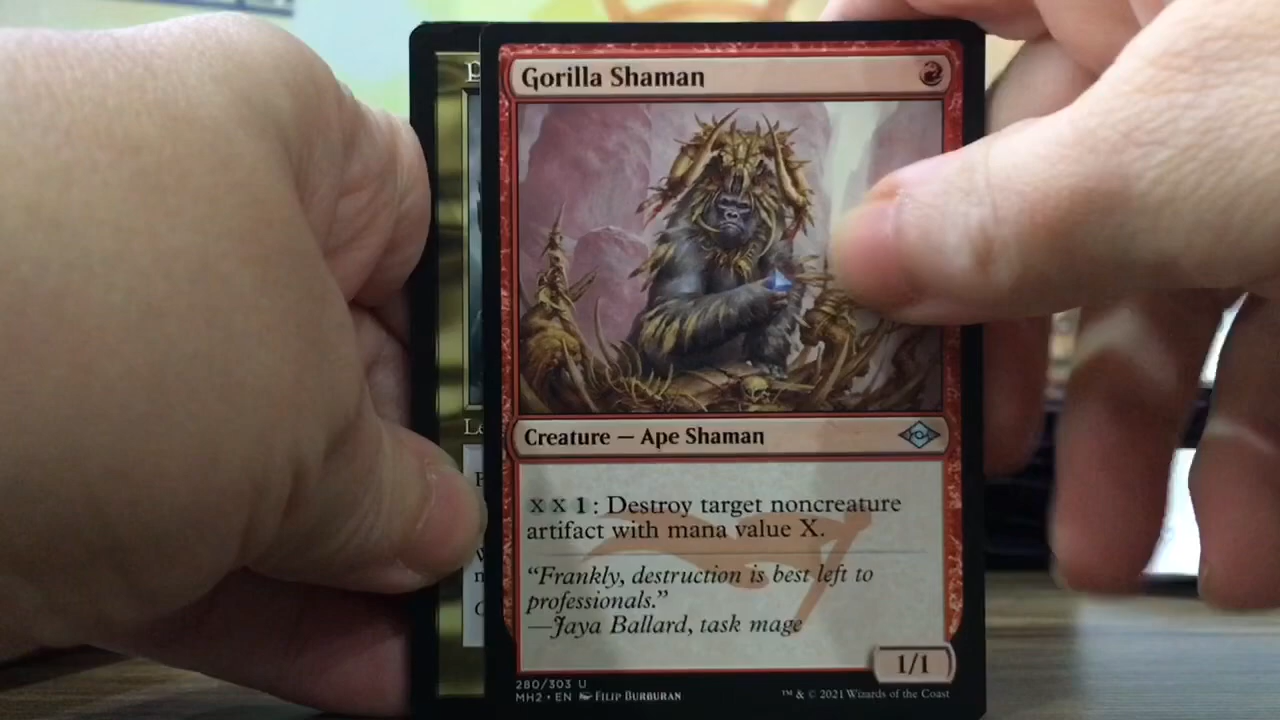 Gorilla Shaman
Creature — Ape Shaman
X X 1 : Destroy target noncreature
artifact with mana value X.
“Frankly, destruction is best left to
professionals.”
—Jaya Ballard, task mage
1/1
280/303 U
MH2 • EN Filip Burburan
™ & © 2021 Wizards of the Coast